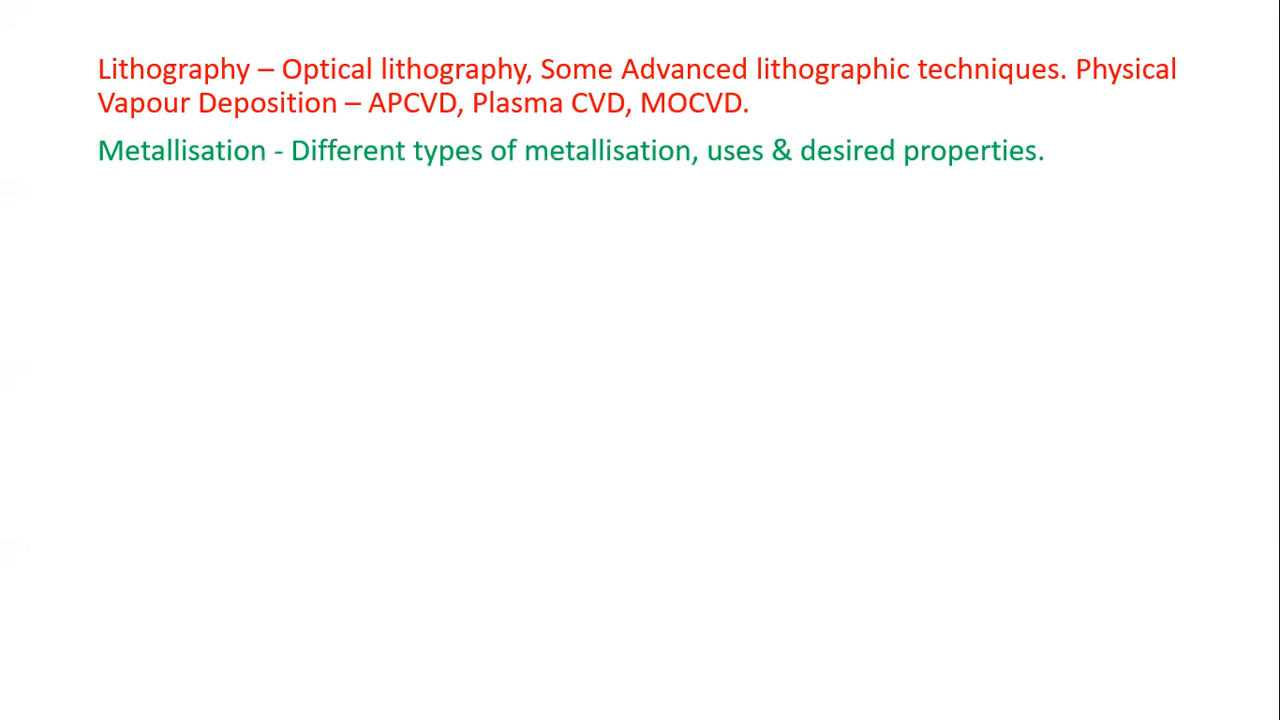 Lithography – Optical lithography, Some Advanced lithographic techniques. Physical
Vapour Deposition – APCVD, Plasma CVD, MOCVD.
Metallisation - Different types of metallisation, uses & desired properties.